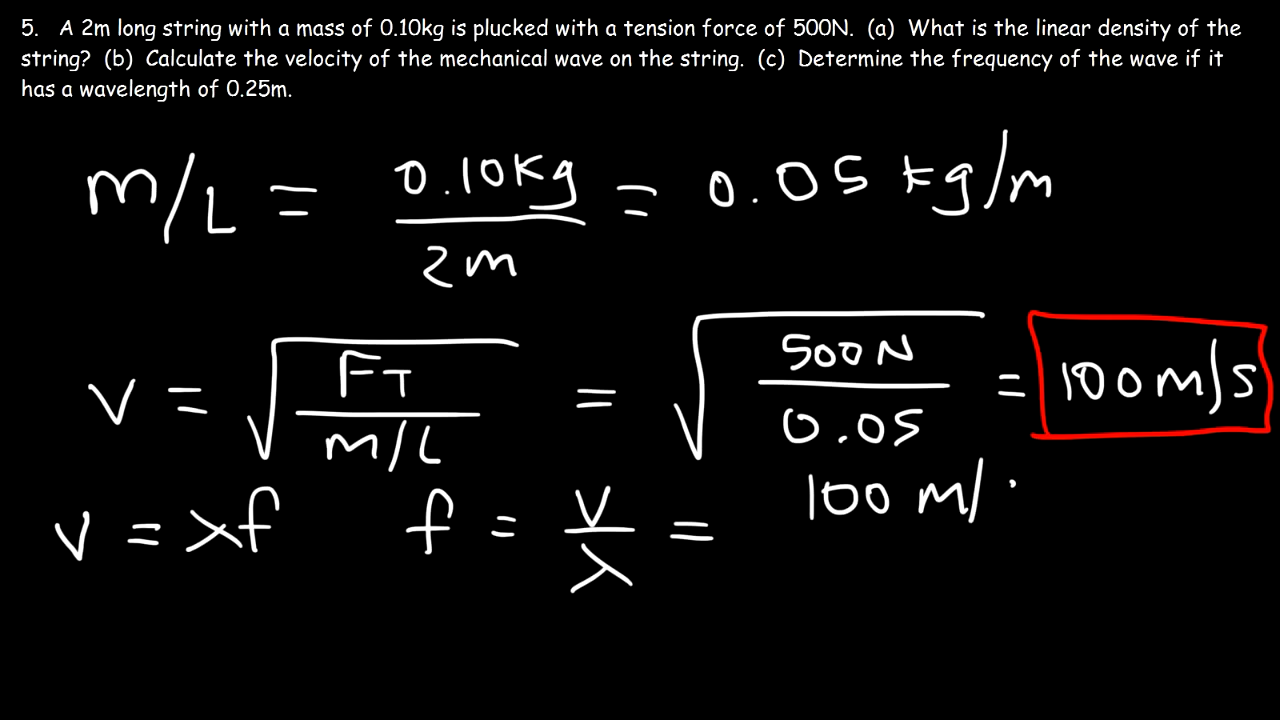 5. A 2m long string with a mass of 0.10kg is plucked with a tension force of 500N. (a) What is the linear density of the
string? (b) Calculate the velocity of the mechanical wave on the string. (c) Determine the frequency of the wave if it
has a wavelength of 0.25m.
m/L = 0.10kg / 2m = 0.05 kg/m
v = √(FT / m/L) = √(500N / 0.05) = 100 m/s
v = λf f = v / λ = 100 m/